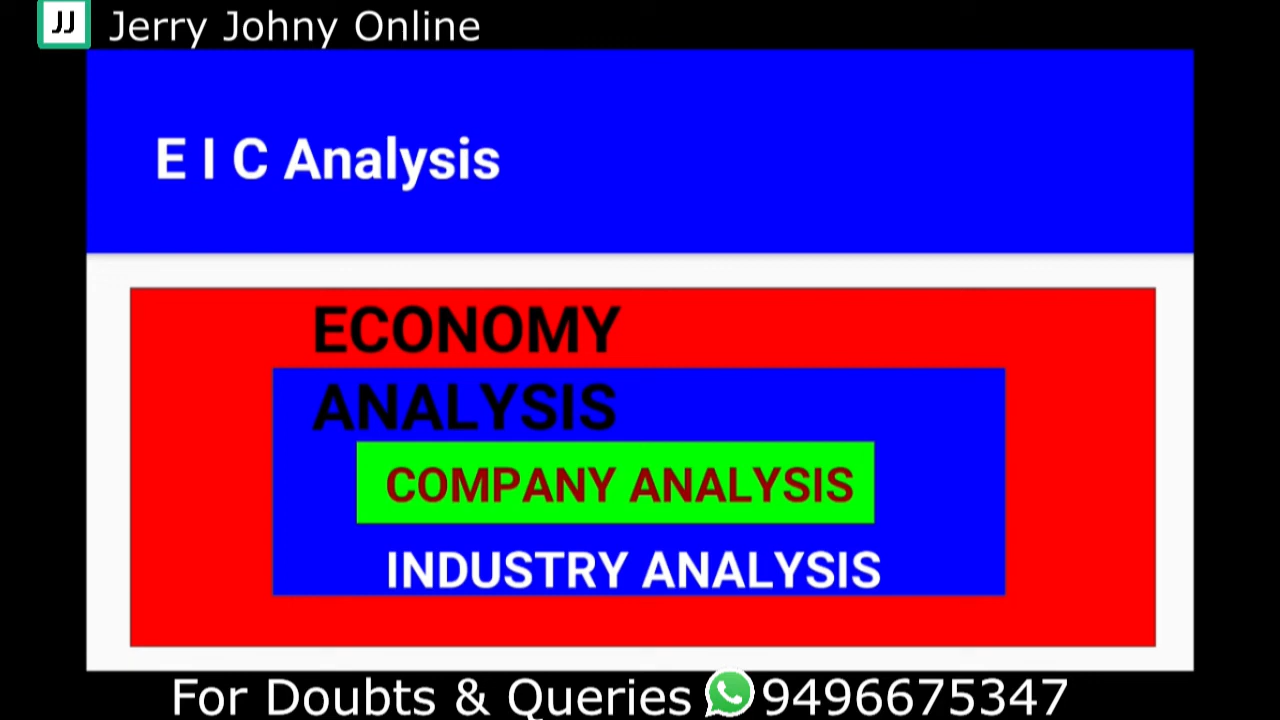 JJ Jerry Johny Online
E I C Analysis
ECONOMY
ANALYSIS
COMPANY ANALYSIS
INDUSTRY ANALYSIS
For Doubts & Queries 9496675347